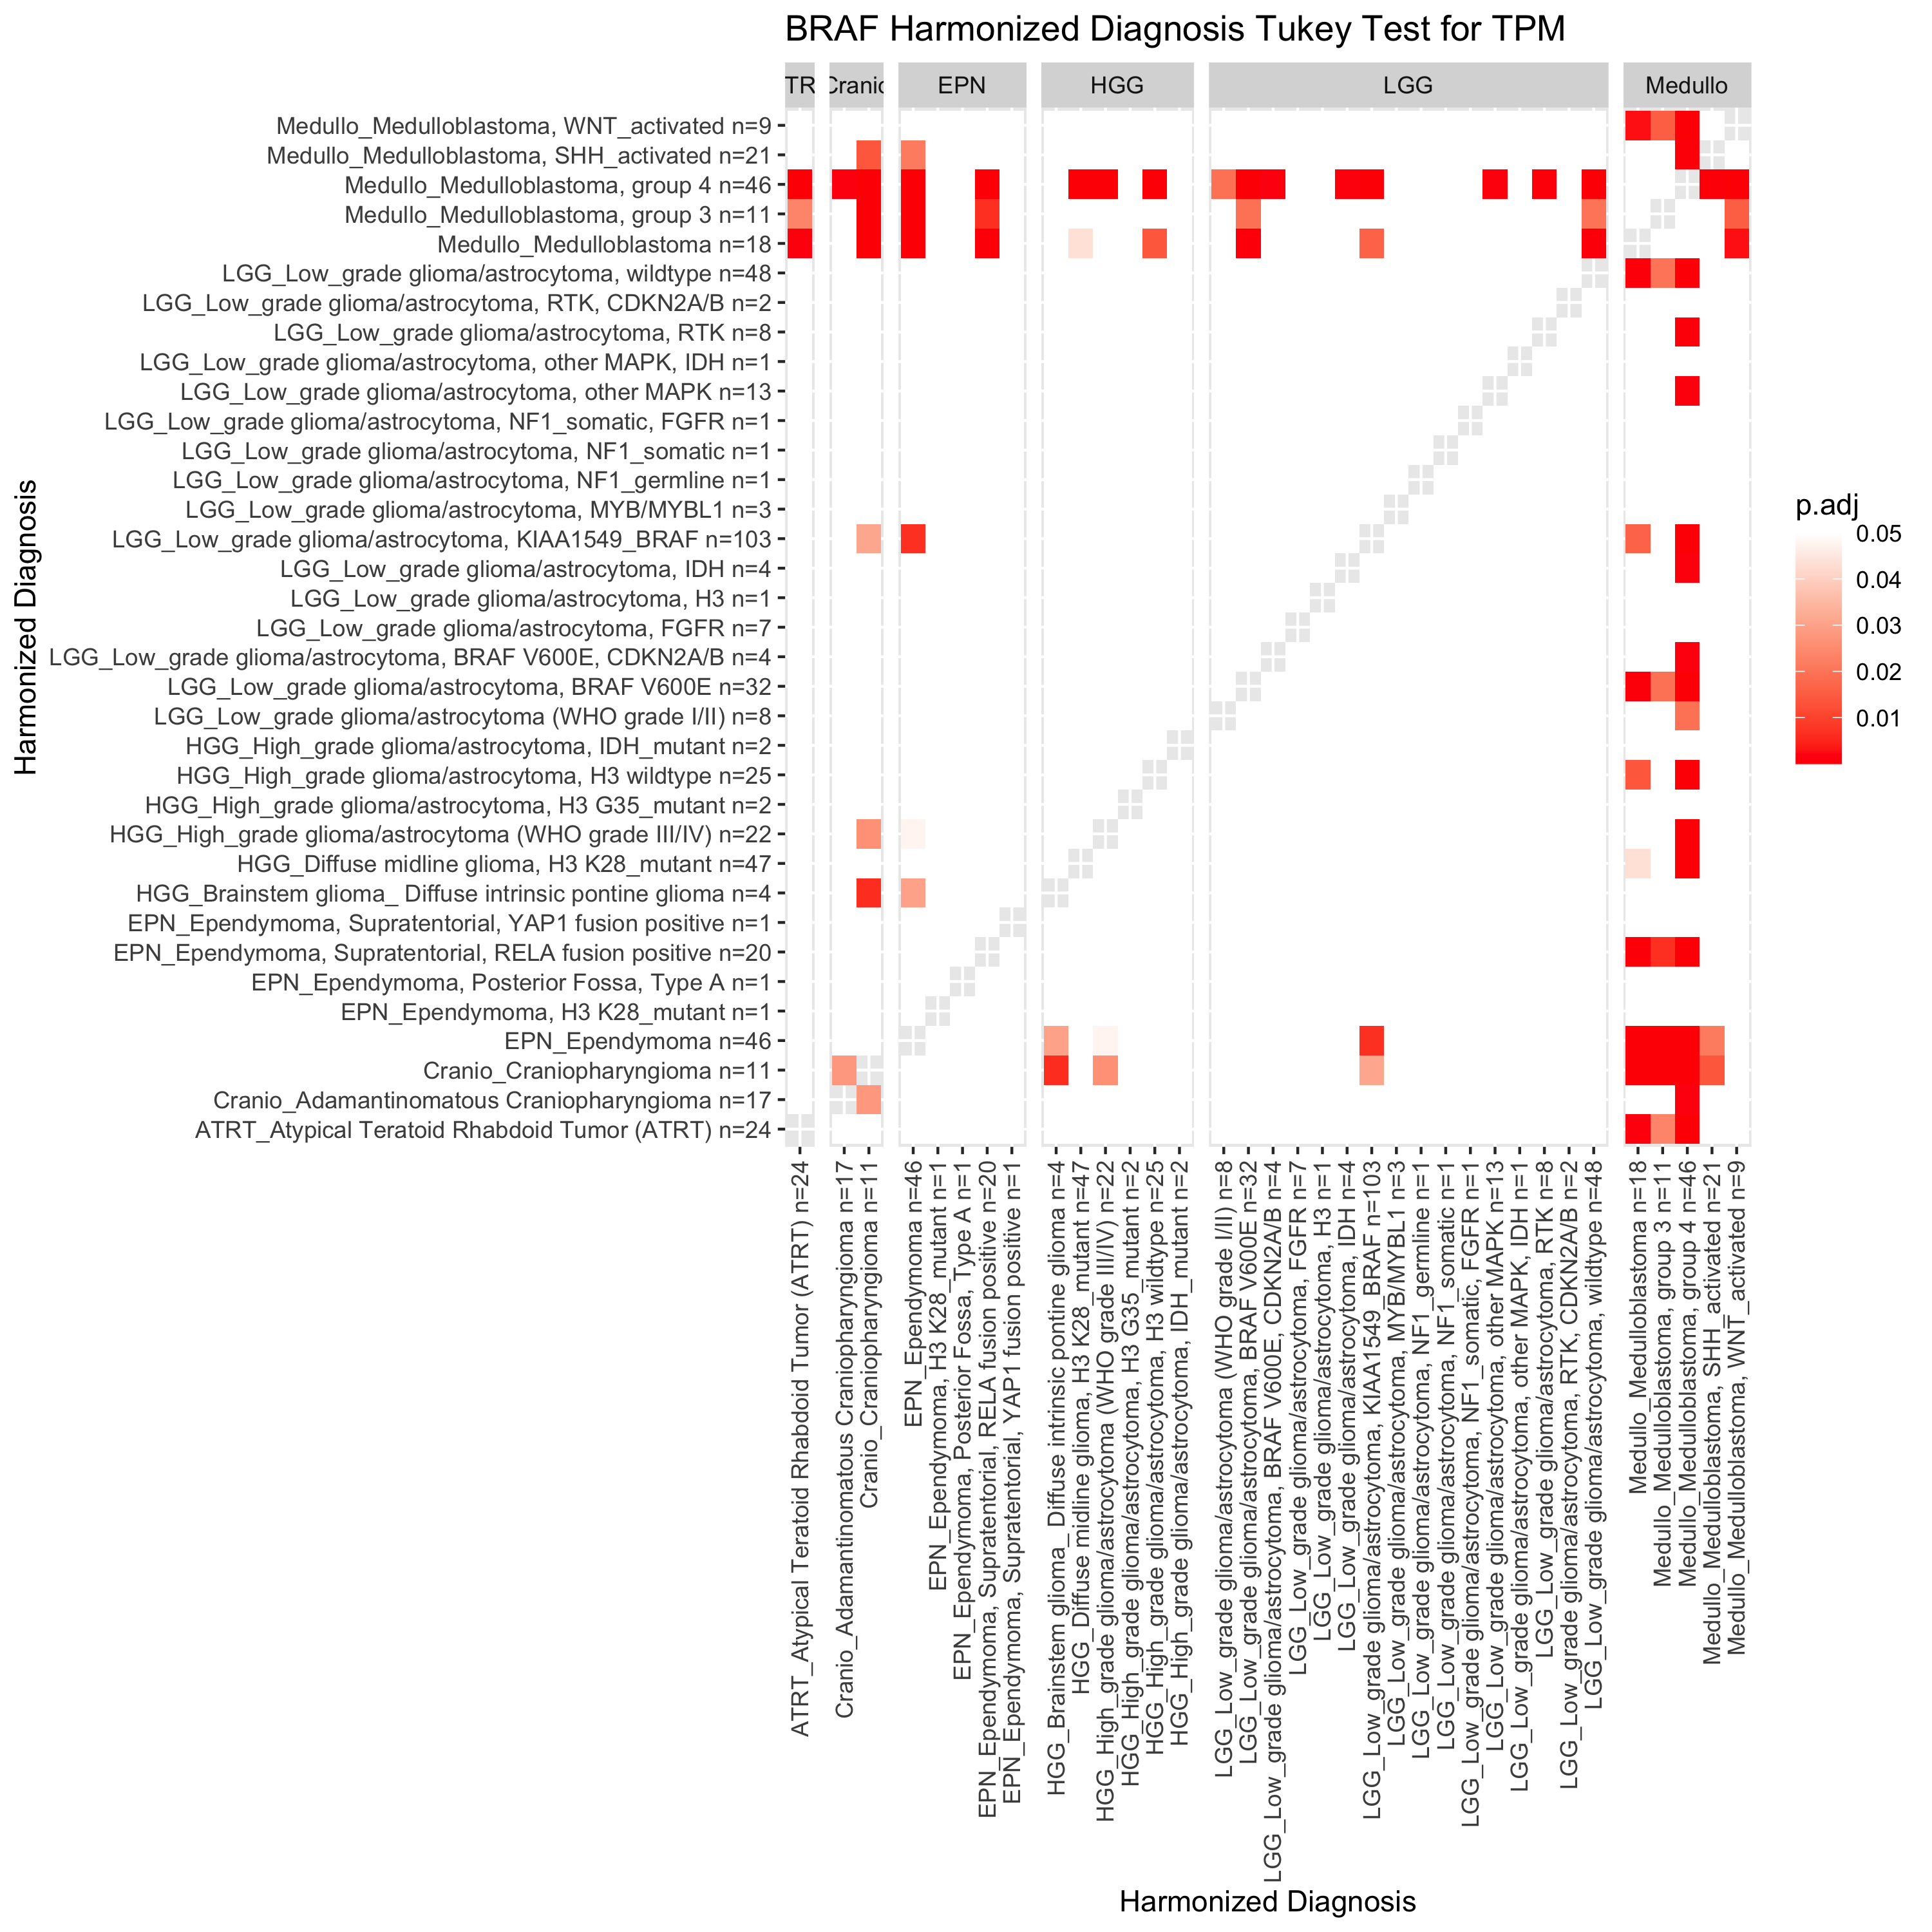 BRAF Harmonized Diagnosis Tukey Test for TPM
TR
Cranio
EPN
HGG
LGG
Medullo
Harmonized Diagnosis
Medullo_Medulloblastoma, WNT_activated n=9
Medullo_Medulloblastoma, SHH_activated n=21
Medullo_Medulloblastoma, group 4 n=46
Medullo_Medulloblastoma, group 3 n=11
Medullo_Medulloblastoma n=18
LGG_Low_grade glioma/astrocytoma, wildtype n=48
LGG_Low_grade glioma/astrocytoma, RTK, CDKN2A/B n=2
LGG_Low_grade glioma/astrocytoma, RTK n=8
LGG_Low_grade glioma/astrocytoma, other MAPK, IDH n=1
LGG_Low_grade glioma/astrocytoma, other MAPK n=13
LGG_Low_grade glioma/astrocytoma, NF1_somatic, FGFR n=1
LGG_Low_grade glioma/astrocytoma, NF1_somatic n=1
LGG_Low_grade glioma/astrocytoma, NF1_germline n=1
LGG_Low_grade glioma/astrocytoma, MYB/MYBL1 n=3
LGG_Low_grade glioma/astrocytoma, KIAA1549_BRAF n=103
LGG_Low_grade glioma/astrocytoma, IDH n=4
LGG_Low_grade glioma/astrocytoma, H3 n=1
LGG_Low_grade glioma/astrocytoma, FGFR n=7
LGG_Low_grade glioma/astrocytoma, BRAF V600E, CDKN2A/B n=4
LGG_Low_grade glioma/astrocytoma, BRAF V600E n=32
LGG_Low_grade glioma/astrocytoma (WHO grade I/II) n=8
HGG_High_grade glioma/astrocytoma, IDH_mutant n=2
HGG_High_grade glioma/astrocytoma, H3 wildtype n=25
HGG_High_grade glioma/astrocytoma, H3 G35_mutant n=2
HGG_High_grade glioma/astrocytoma (WHO grade III/IV) n=22
HGG_Diffuse midline glioma, H3 K28_mutant n=47
HGG_Brainstem glioma_ Diffuse intrinsic pontine glioma n=4
EPN_Ependymoma, Supratentorial, YAP1 fusion positive n=1
EPN_Ependymoma, Supratentorial, RELA fusion positive n=20
EPN_Ependymoma, Posterior Fossa, Type A n=1
EPN_Ependymoma, H3 K28_mutant n=1
EPN_Ependymoma n=46
Cranio_Craniopharyngioma n=11
Cranio_Adamantinomatous Craniopharyngioma n=17
ATRT_Atypical Teratoid Rhabdoid Tumor (ATRT) n=24
ATRT_Atypical Teratoid Rhabdoid Tumor (ATRT) n=24
Cranio_Adamantinomatous Craniopharyngioma n=17
Cranio_Craniopharyngioma n=11
EPN_Ependymoma n=46
EPN_Ependymoma, H3 K28_mutant n=1
EPN_Ependymoma, Posterior Fossa, Type A n=1
EPN_Ependymoma, Supratentorial, RELA fusion positive n=20
EPN_Ependymoma, Supratentorial, YAP1 fusion positive n=1
HGG_Brainstem glioma_ Diffuse intrinsic pontine glioma n=4
HGG_Diffuse midline glioma, H3 K28_mutant n=47
HGG_High_grade glioma/astrocytoma (WHO grade III/IV) n=22
HGG_High_grade glioma/astrocytoma, H3 G35_mutant n=2
HGG_High_grade glioma/astrocytoma, H3 wildtype n=25
HGG_High_grade glioma/astrocytoma, IDH_mutant n=2
LGG_Low_grade glioma/astrocytoma (WHO grade I/II) n=8
LGG_Low_grade glioma/astrocytoma, BRAF V600E n=32
LGG_Low_grade glioma/astrocytoma, BRAF V600E, CDKN2A/B n=4
LGG_Low_grade glioma/astrocytoma, FGFR n=7
LGG_Low_grade glioma/astrocytoma, H3 n=1
LGG_Low_grade glioma/astrocytoma, IDH n=4
LGG_Low_grade glioma/astrocytoma, KIAA1549_BRAF n=103
LGG_Low_grade glioma/astrocytoma, MYB/MYBL1 n=3
LGG_Low_grade glioma/astrocytoma, NF1_germline n=1
LGG_Low_grade glioma/astrocytoma, NF1_somatic n=1
LGG_Low_grade glioma/astrocytoma, NF1_somatic, FGFR n=1
LGG_Low_grade glioma/astrocytoma, other MAPK n=13
LGG_Low_grade glioma/astrocytoma, other MAPK, IDH n=1
LGG_Low_grade glioma/astrocytoma, RTK n=8
LGG_Low_grade glioma/astrocytoma, RTK, CDKN2A/B n=2
LGG_Low_grade glioma/astrocytoma, wildtype n=48
Medullo_Medulloblastoma n=18
Medullo_Medulloblastoma, group 3 n=11
Medullo_Medulloblastoma, group 4 n=46
Medullo_Medulloblastoma, SHH_activated n=21
Medullo_Medulloblastoma, WNT_activated n=9
Harmonized Diagnosis
p.adj
0.05
0.04
0.03
0.02
0.01